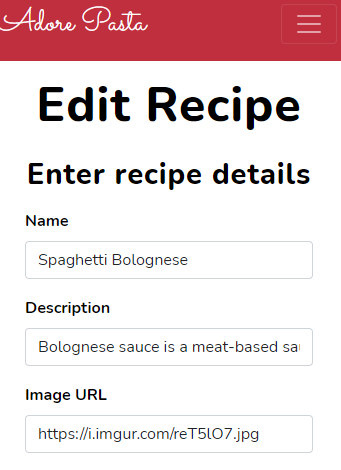 Adore Pasta
Edit Recipe
Enter recipe details
Name
Spaghetti Bolognese
Description
Bolognese sauce is a meat-based
Image URL
https://i.imgur.com/reT5lO7.jpg